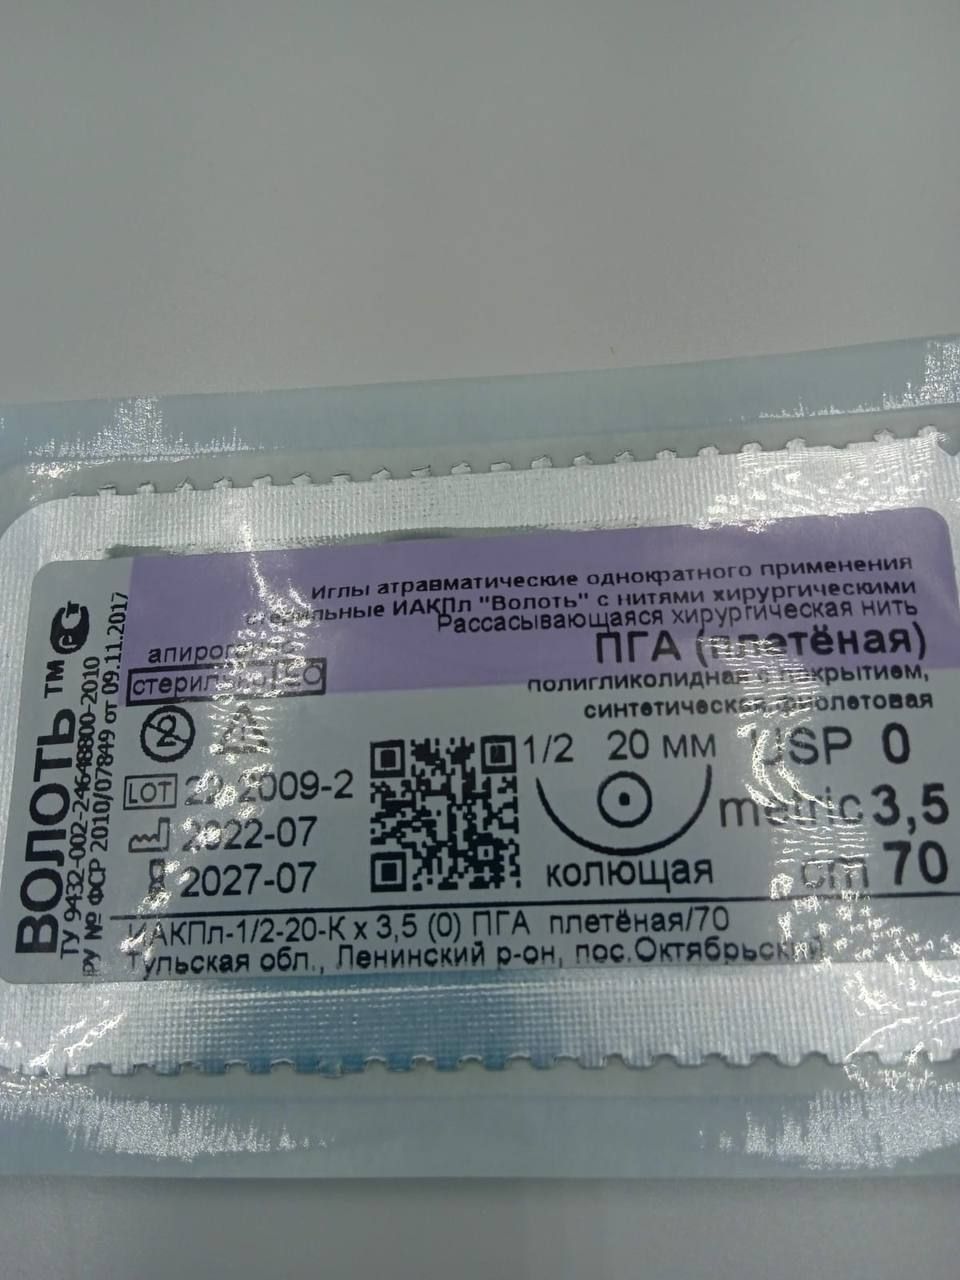 Иглы атравматические однократного применения
стерильные ИАКПл "Волоть" с нитями хирургическими
Рассасывающаяся хирургическая нить
ПГА (плетёная)
полигликолидная с покрытием,
синтетическая, фиолетовая
стерильно EO
LOT 2009-2
2022-07
2027-07
1/2 20 мм
колющая
USP 0
metric 3,5
cm 70
ИАКПл-1/2-20-К х 3,5 (0) ПГА плетёная/70
Тульская обл., Ленинский р-он, пос.Октябрьский
ВОЛОТЬ ТМ
ТУ 9432-002-24648800-2010
РУ № ФСР 2010/07849 от 09.11.2017